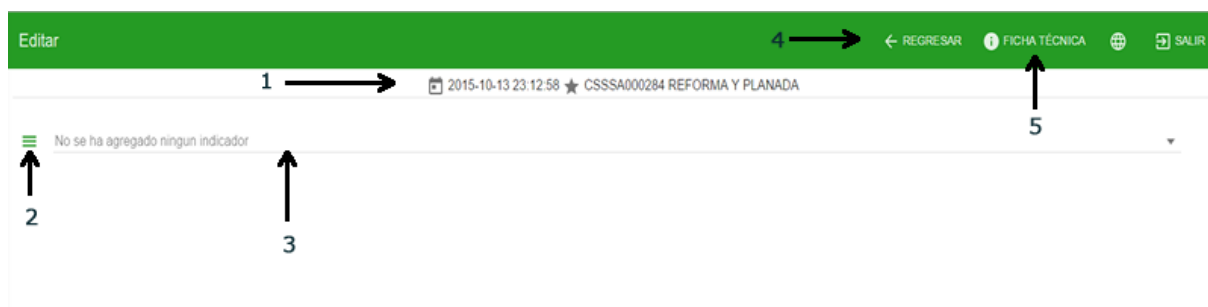 Editar
4 REGRESAR FICHA TÉCNICA SALIR
1 2015-10-13 23:12:58 CSSSA000284 REFORMA Y PLANADA
5
No se ha agregado ningun indicador
2
3